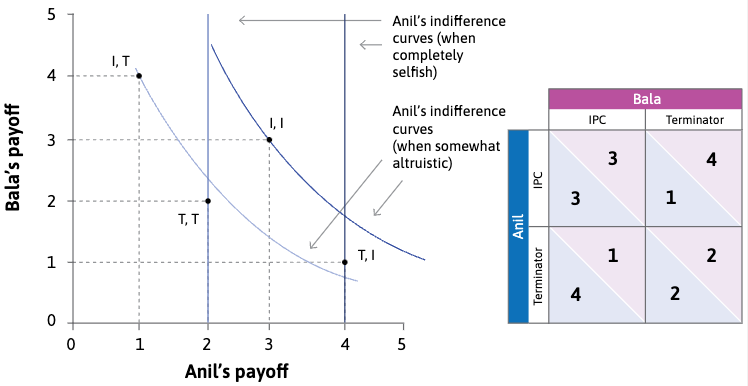 5
4
3
2
1
0
0
1
2
3
4
5
Bala's payoff
Anil's payoff
I, T
I, I
T, T
T, I
Anil's indifference
curves (when
completely
selfish)
Anil's indifference
curves
(when somewhat
altruistic)
Bala
IPC
Terminator
Anil
IPC
3
3
4
1
Terminator
1
4
2
2